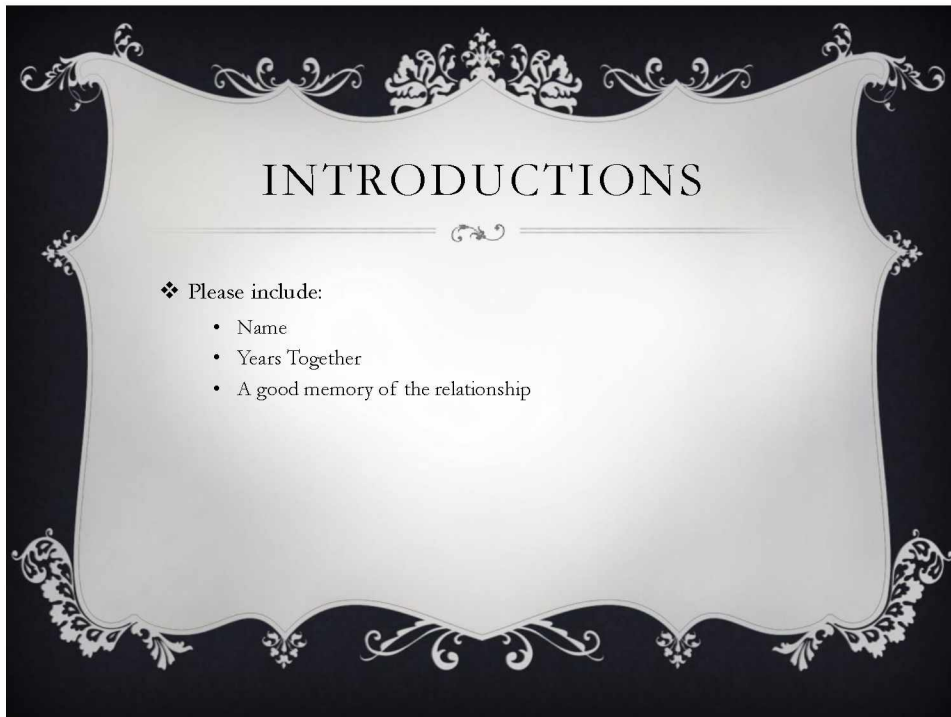 INTRODUCTIONS
❖ Please include:
• Name
• Years Together
• A good memory of the relationship